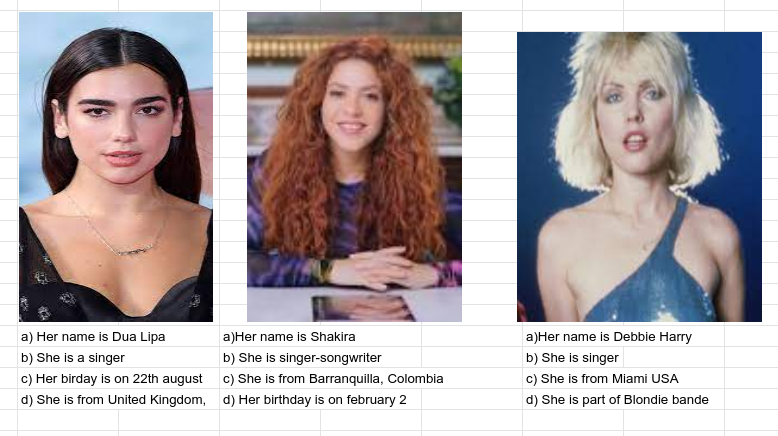 a) Her name is Dua Lipa
b) She is a singer
c) Her birday is on 22th august
d) She is from United Kingdom,
a)Her name is Shakira
b) She is singer-songwriter
c) She is from Barranquilla, Colombia
d) Her birthday is on february 2
a)Her name is Debbie Harry
b) She is singer
c) She is from Miami USA
d) She is part of Blondie bande